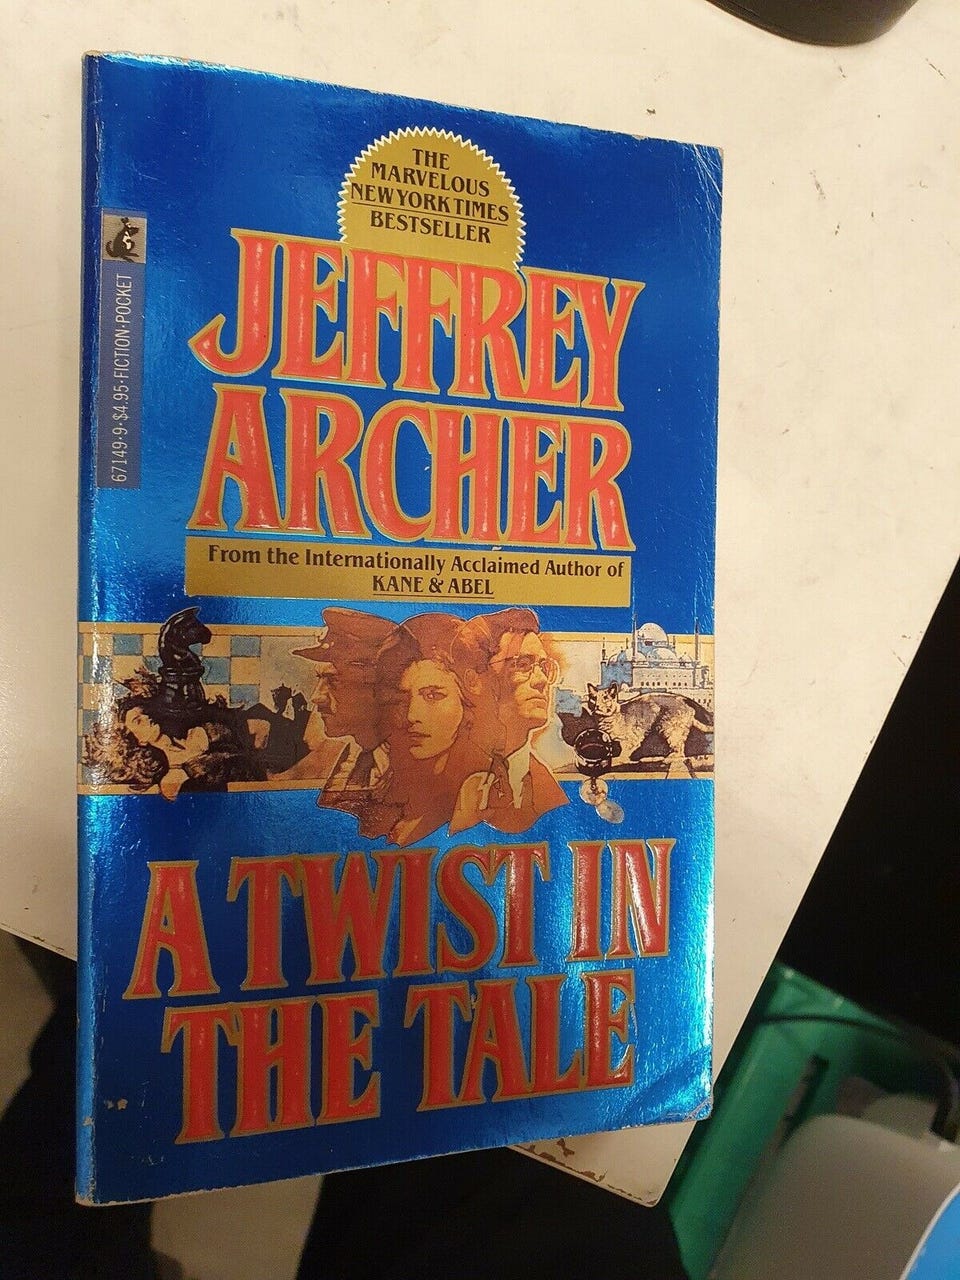 THE
MARVELOUS
NEW YORK TIMES
BESTSELLER
67149-9·$4.95·FICTION·POCKET
JEFFREY
ARCHER
From the Internationally Acclaimed Author of
KANE & ABEL
A TWIST IN
THE TALE